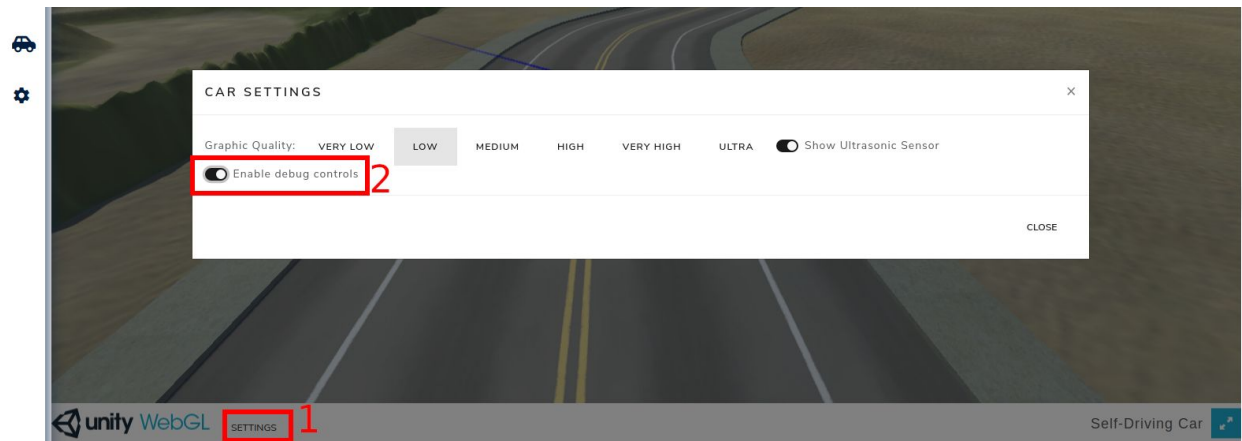 CAR SETTINGS ×
Graphic Quality: VERY LOW LOW MEDIUM HIGH VERY HIGH ULTRA Show Ultrasonic Sensor
Enable debug controls 2
CLOSE
unity WebGL SETTINGS 1 Self-Driving Car